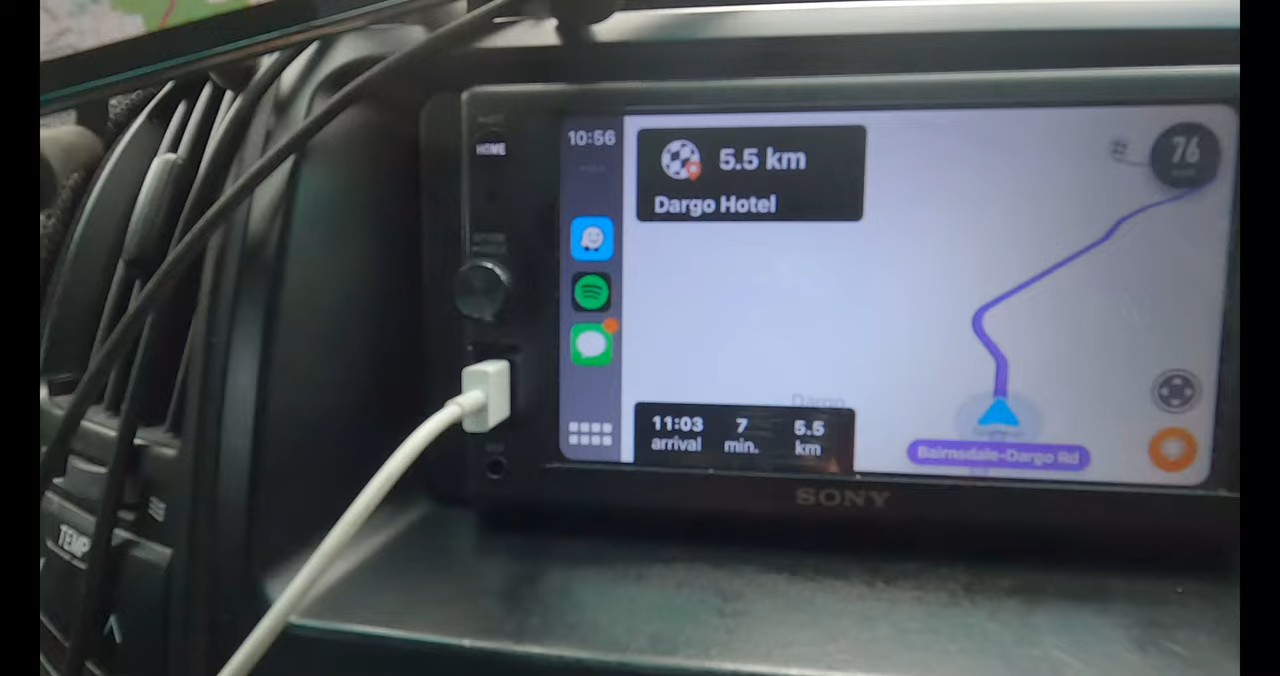 HOME
10:56
5.5 km
Dargo Hotel
76
Dargo
11:03 7 5.5
arrival min. km
Bairnsdale-Dargo Rd
SONY
TEMP